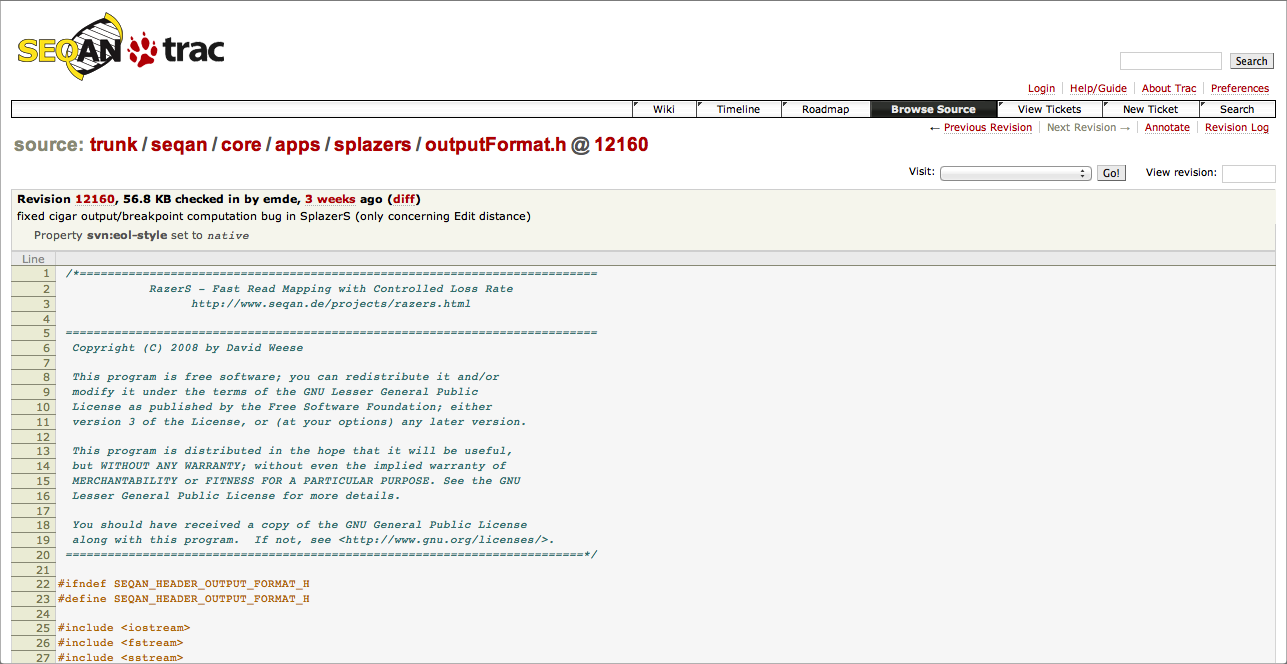 SEQAN trac
Search
Login Help/Guide About Trac Preferences
Wiki Timeline Roadmap Browse Source View Tickets New Ticket Search
← Previous Revision Next Revision → Annotate Revision Log
source: trunk / seqan / core / apps / splazers / outputFormat.h @ 12160
Visit: Go! View revision:
Revision 12160, 56.8 KB checked in by emde, 3 weeks ago (diff)
fixed cigar output/breakpoint computation bug in SplazerS (only concerning Edit distance)
Property svn:eol-style set to native
Line
1 /*==========================================================================
2 RazerS - Fast Read Mapping with Controlled Loss Rate
3 http://www.seqan.de/projects/razers.html
4
5 ============================================================================
6 Copyright (C) 2008 by David Weese
7
8 This program is free software; you can redistribute it and/or
9 modify it under the terms of the GNU Lesser General Public
10 License as published by the Free Software Foundation; either
11 version 3 of the License, or (at your options) any later version.
12
13 This program is distributed in the hope that it will be useful,
14 but WITHOUT ANY WARRANTY; without even the implied warranty of
15 MERCHANTABILITY or FITNESS FOR A PARTICULAR PURPOSE. See the GNU
16 Lesser General Public License for more details.
17
18 You should have received a copy of the GNU General Public License
19 along with this program.  If not, see <http://www.gnu.org/licenses/>.
20 ==========================================================================*/
21
22 #ifndef SEQAN_HEADER_OUTPUT_FORMAT_H
23 #define SEQAN_HEADER_OUTPUT_FORMAT_H
24
25 #include <iostream>
26 #include <fstream>
27 #include <sstream>